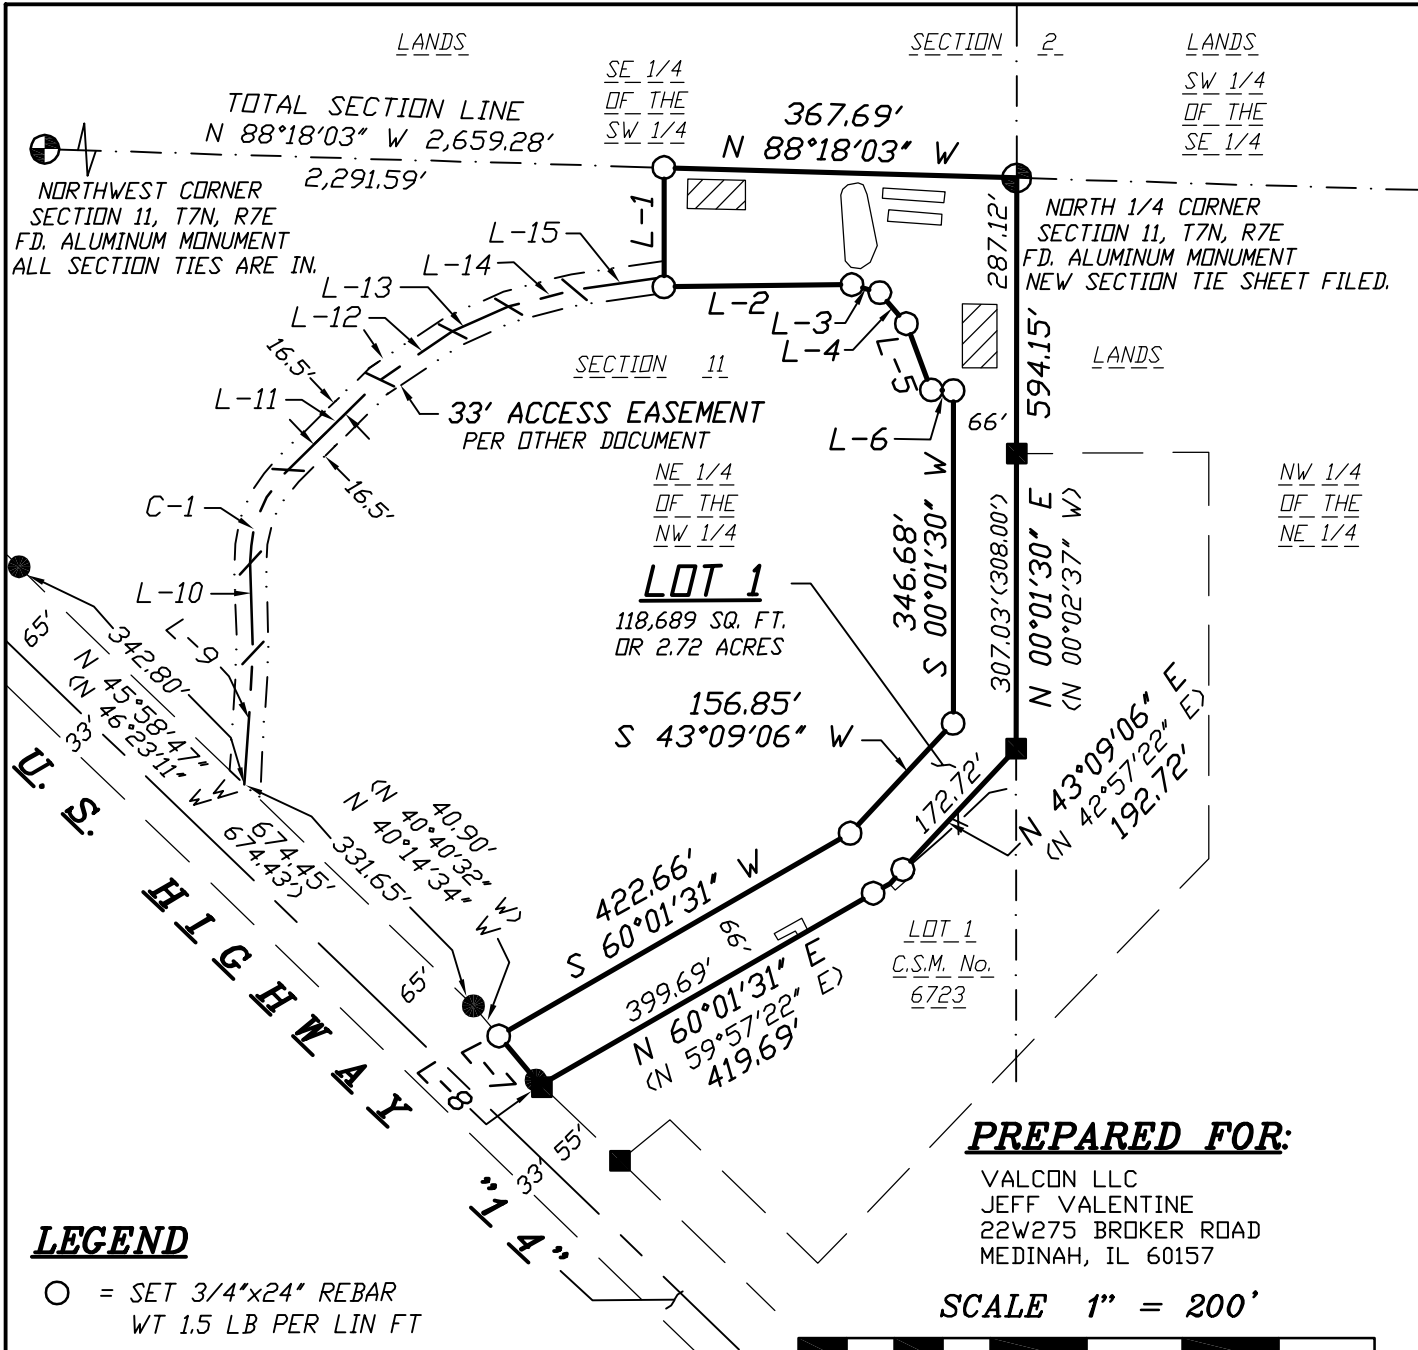 LANDS
SECTION 2
LANDS
SE 1/4
OF THE
SW 1/4
SW 1/4
OF THE
SE 1/4
TOTAL SECTION LINE
N 88°18'03" W 2,659.28'
2,291.59'
367.69'
N 88°18'03" W
NORTHWEST CORNER
SECTION 11, T7N, R7E
FD. ALUMINUM MONUMENT
ALL SECTION TIES ARE IN.
NORTH 1/4 CORNER
SECTION 11, T7N, R7E
FD. ALUMINUM MONUMENT
NEW SECTION TIE SHEET FILED.
L-1
287.12'
594.15'
L-15
L-14
L-13
L-12
L-2
L-3
L-4
L-5
L-6
66'
16.5'
L-11
16.5'
SECTION 11
LANDS
33' ACCESS EASEMENT
PER OTHER DOCUMENT
NE 1/4
OF THE
NW 1/4
NW 1/4
OF THE
NE 1/4
C-1
L-10
L-9
346.68'
S 00°01'30" W
307.03'(308.00')
N 00°01'30" E
(N 00°02'37" W)
LOT 1
118,689 SQ. FT.
OR 2.72 ACRES
156.85'
S 43°09'06" W
172.72'
N 43°09'06" E
(N 42°57'22" E)
192.72'
65'
342.80'
N 45°58'47" W
(N 46°23'11" W
33'
674.45'
674.43')
331.65'
40.90'
(N 40°40'32" W)
N 40°14'34" W
422.66'
S 60°01'31" W
66'
399.69'
N 60°01'31" E
(N 59°57'22" E)
419.69'
LOT 1
C.S.M. No.
6723
65'
L-7
L-8
55'
33'
U. S. HIGHWAY "14"
PREPARED FOR:
VALCON LLC
JEFF VALENTINE
22W275 BROKER ROAD
MEDINAH, IL 60157
LEGEND
= SET 3/4"x24" REBAR
WT 1.5 LB PER LIN FT
SCALE 1" = 200'